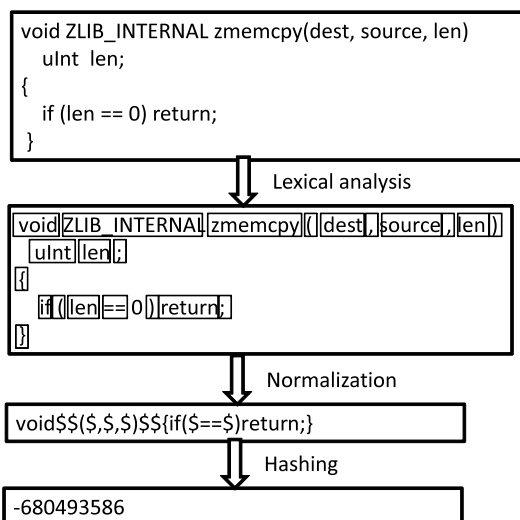 void ZLIB_INTERNAL zmemcpy(dest, source, len)
uInt len;
{
if (len == 0) return;
}
Lexical analysis
void ZLIB_INTERNAL zmemcpy ( dest , source , len )
uInt len ;
{
if ( len == 0 ) return ;
}
Normalization
void$$($,$,$)$${if($==$)return;}
Hashing
-680493586